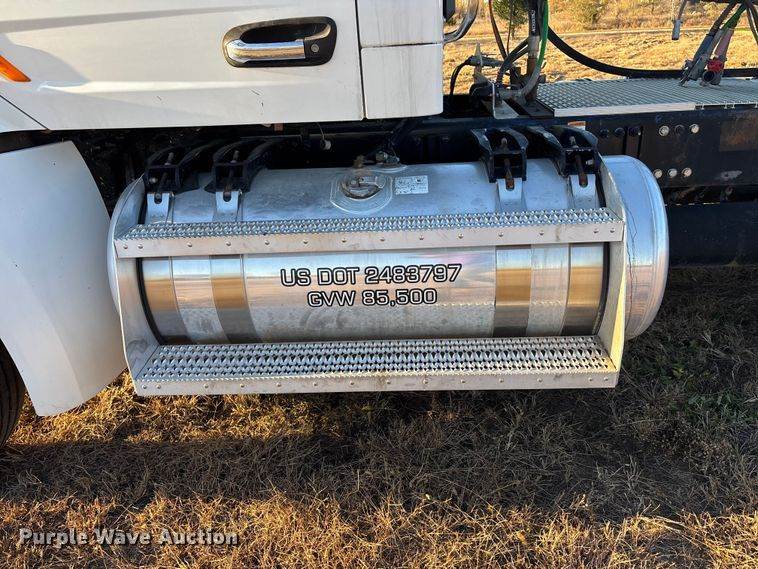 US DOT 2483797
GVW 85,500
Purple Wave Auction